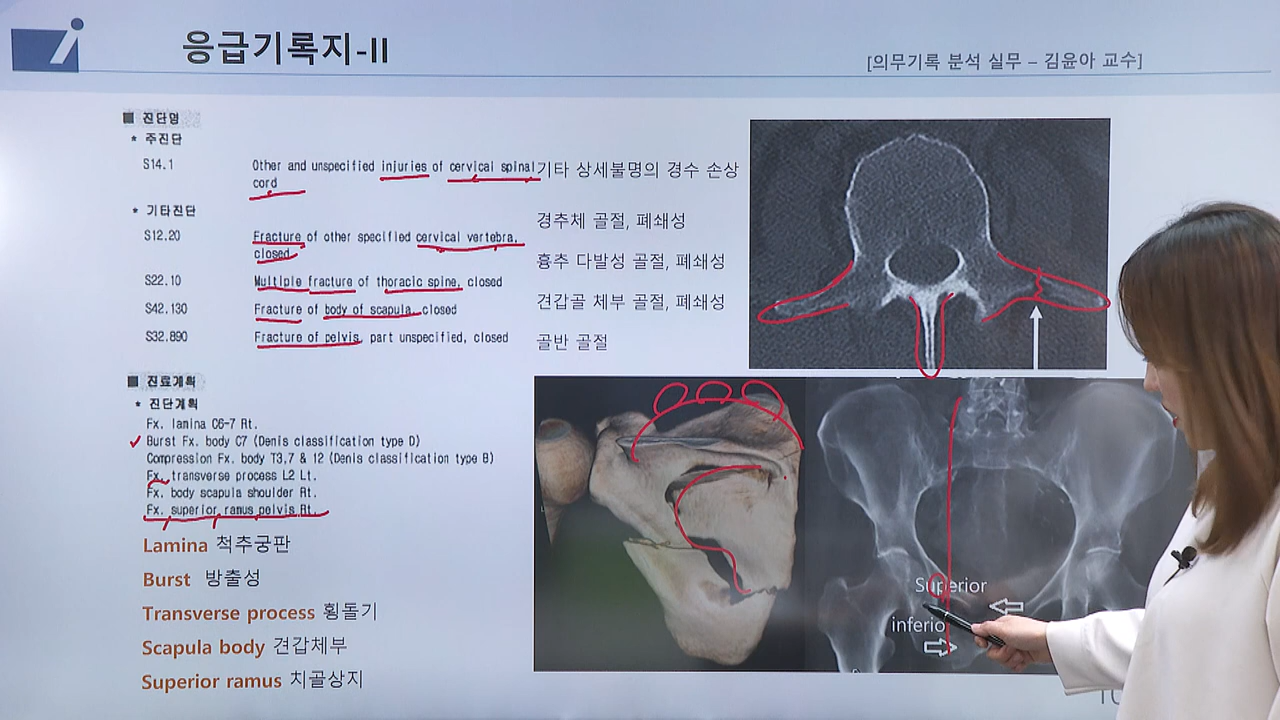 응급기록지-II
[의무기록 분석 실무 – 김윤아 교수]
■ 진단명
* 주진단
S14.1 Other and unspecified injuries of cervical spinal 기타 상세불명의 경수 손상
cord
* 기타진단
경추체 골절, 폐쇄성
S12.20 Fracture of other specified cervical vertebra,
closed
흉추 다발성 골절, 폐쇄성
S22.10 Multiple fracture of thoracic spine, closed
견갑골 체부 골절, 폐쇄성
S42.130 Fracture of body of scapula, closed
S32.890 Fracture of pelvis, part unspecified, closed
골반 골절
■ 진료계획
* 진단계획
Fx. lamina C6-7 Rt.
Burst Fx. body C7 (Denis classification type D)
Compression Fx. body T3,7 & 12 (Denis classification type B)
Fx. transverse process L2 Lt.
Fx. body scapula shoulder Rt.
Fx. superior ramus pelvis Rt.
Lamina 척추궁판
Burst 방출성
Transverse process 횡돌기
Scapula body 견갑체부
Superior ramus 치골상지
Superior
inferio